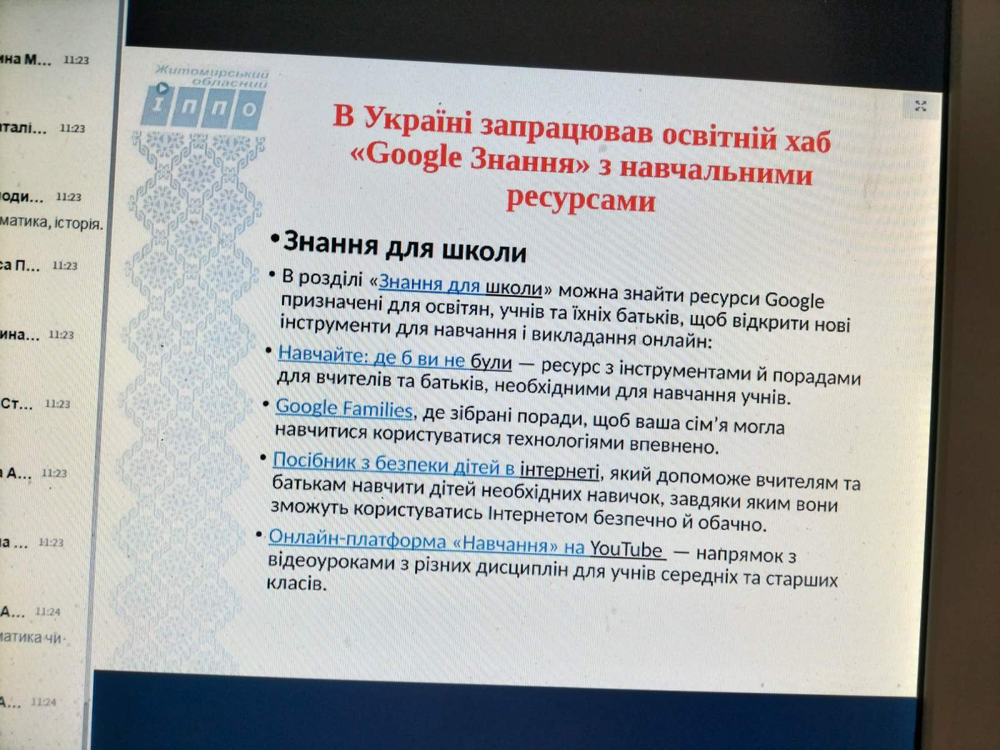 ина М... 11:23
талі... 11:23
оди... 11:23
матика, історія.
са П... 11:23
ина... 11:23
Ст... 11:23
а А... 11:23
на ... 11:23
А... 11:24
матика чи
А... 11:24
Житомирський
обласний
І П П О
В Україні запрацював освітній хаб
«Google Знання» з навчальними
ресурсами
• Знання для школи
• В розділі «Знання для школи» можна знайти ресурси Google
призначені для освітян, учнів та їхніх батьків, щоб відкрити нові
інструменти для навчання і викладання онлайн:
• Навчайте: де б ви не були — ресурс з інструментами й порадами
для вчителів та батьків, необхідними для навчання учнів.
• Google Families, де зібрані поради, щоб ваша сім’я могла
навчитися користуватися технологіями впевнено.
• Посібник з безпеки дітей в інтернеті, який допоможе вчителям та
батькам навчити дітей необхідних навичок, завдяки яким вони
зможуть користуватись Інтернетом безпечно й обачно.
• Онлайн-платформа «Навчання» на YouTube — напрямок з
відеоуроками з різних дисциплін для учнів середніх та старших
класів.